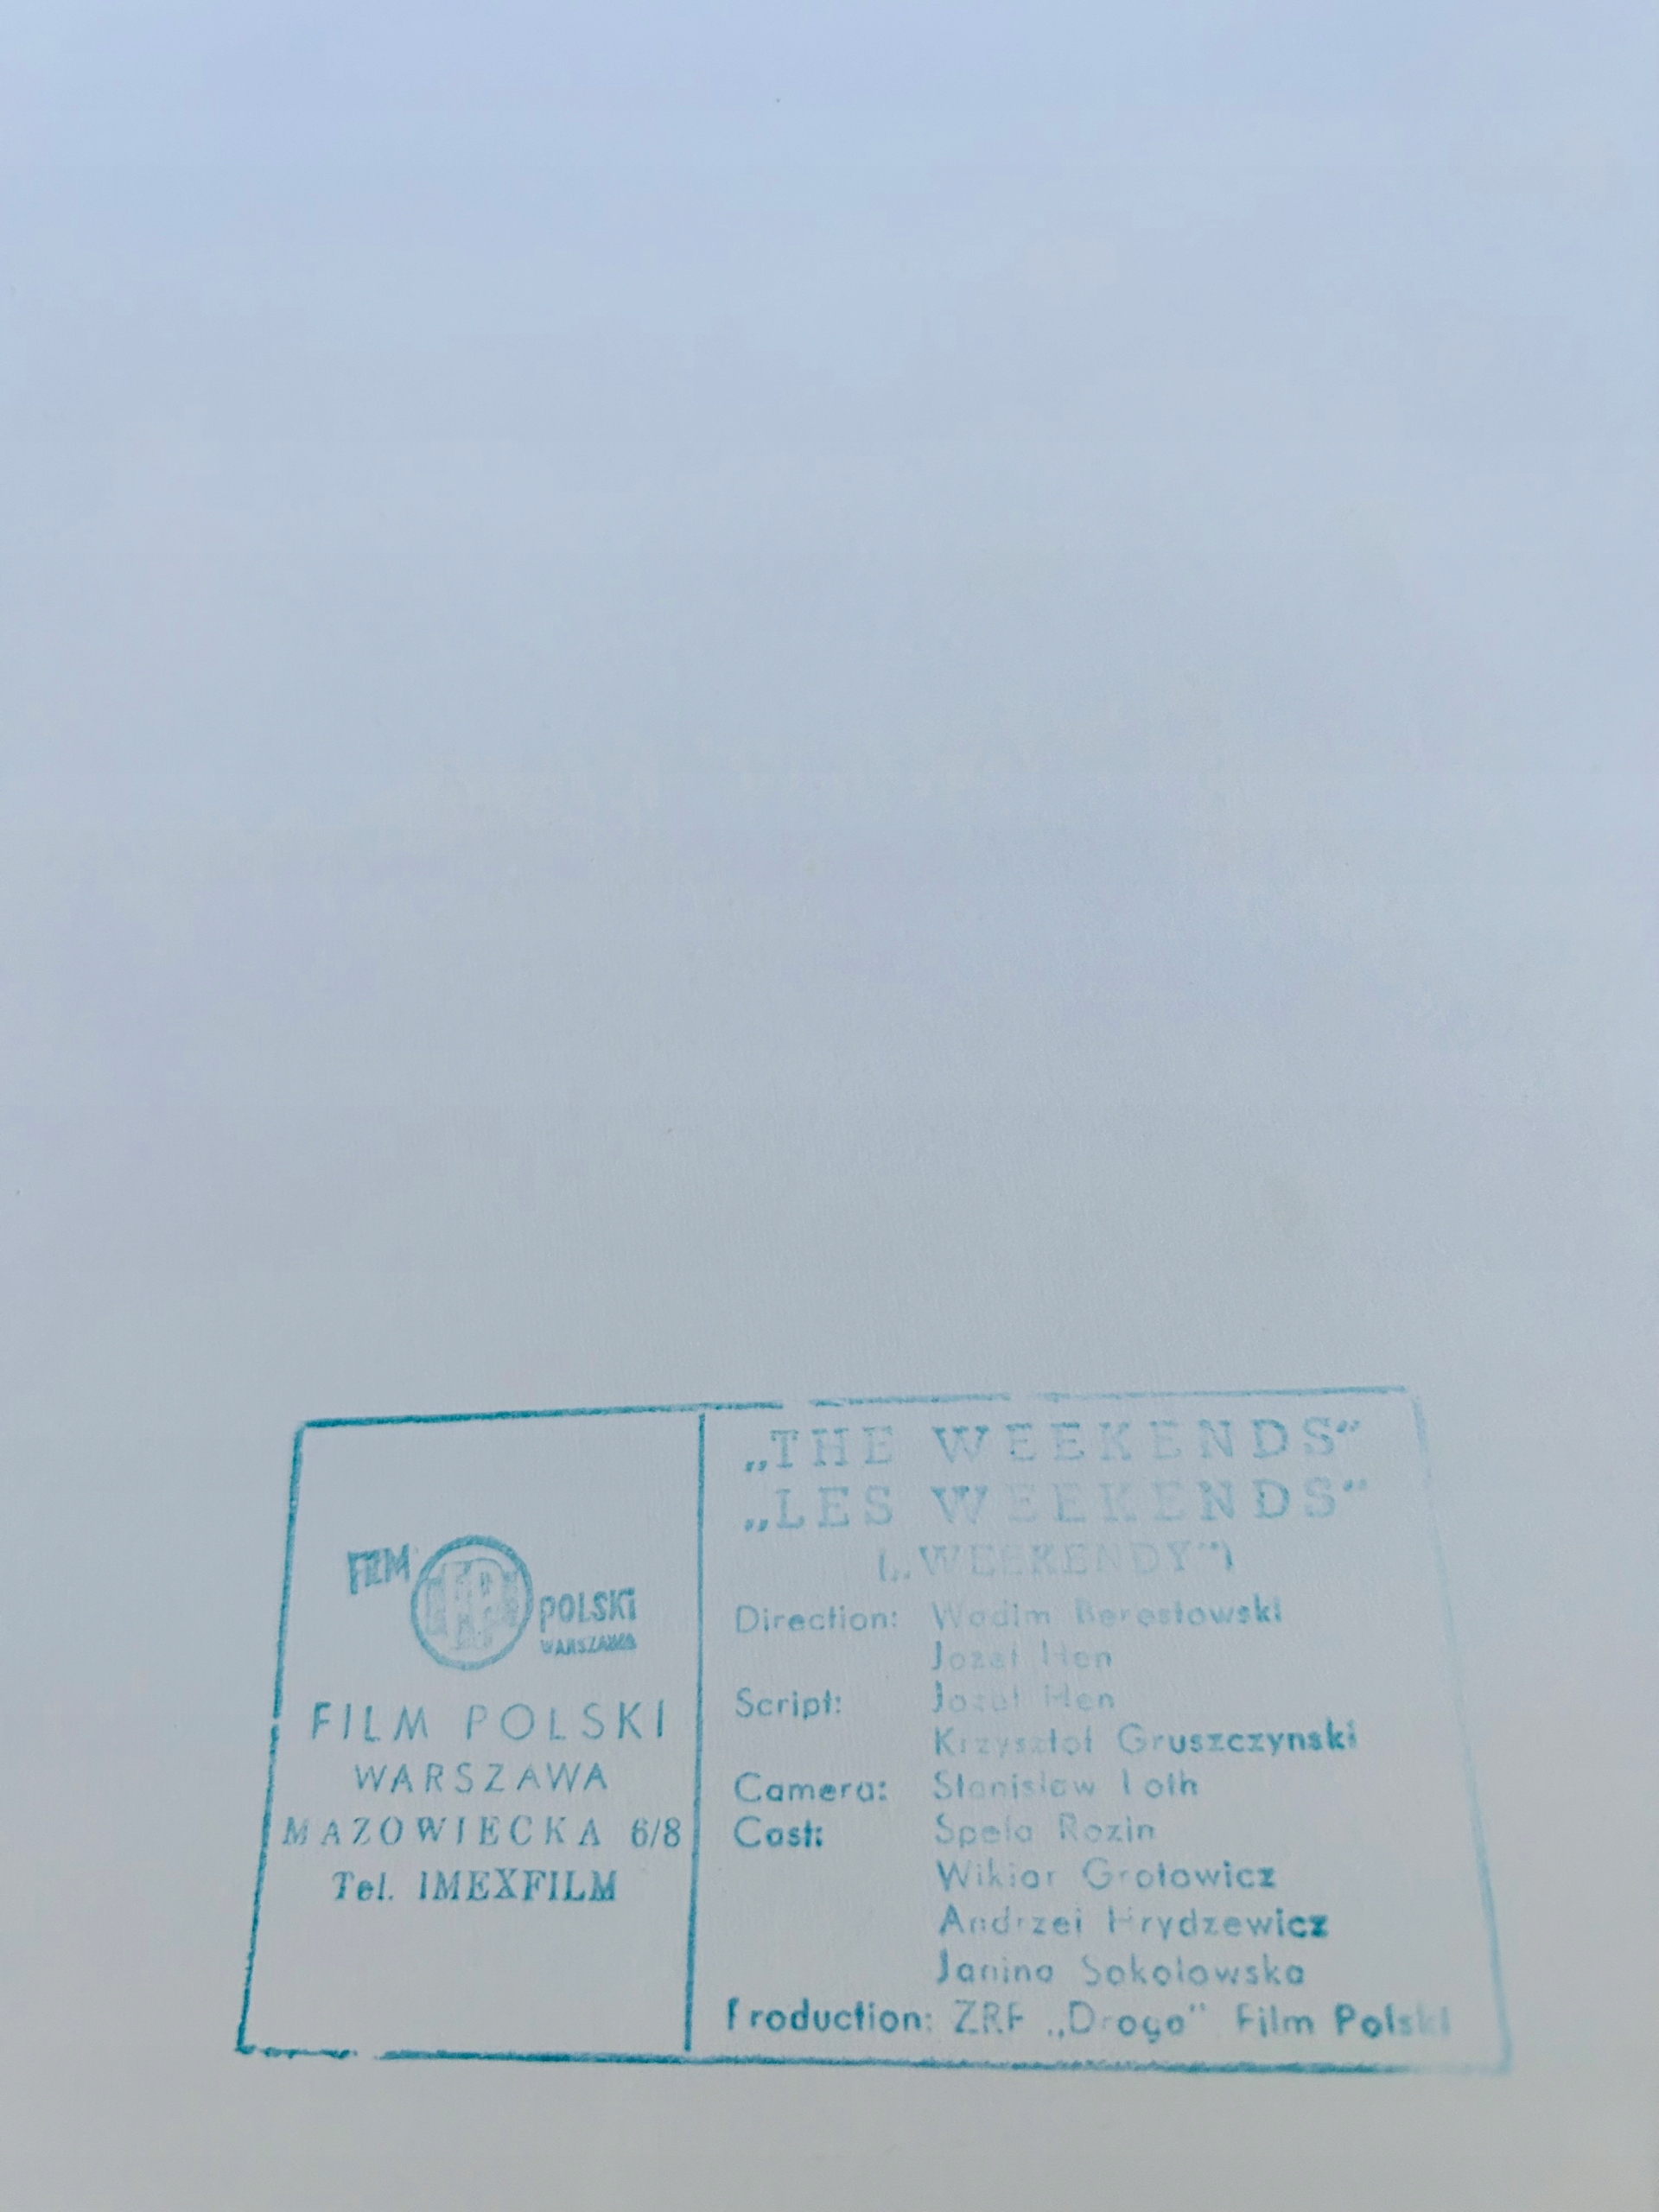 FILM
POLSKI
WARSZAWA
FILM POLSKI
WARSZAWA
MAZOWIECKA 6/8
Tel. IMEXFILM
„THE WEEKENDS”
„LES WEEKENDS”
(„WEEKENDY”)
Direction: Wadim Berestowski
Jozef Hen
Script: Jozef Hen
Krzysztof Gruszczynski
Camera: Stanislaw Loth
Cast: Spela Rozin
Wiktor Grotowicz
Andrzej Hrydzewicz
Janina Sokolowska
Production: ZRF „Droga” Film Polski